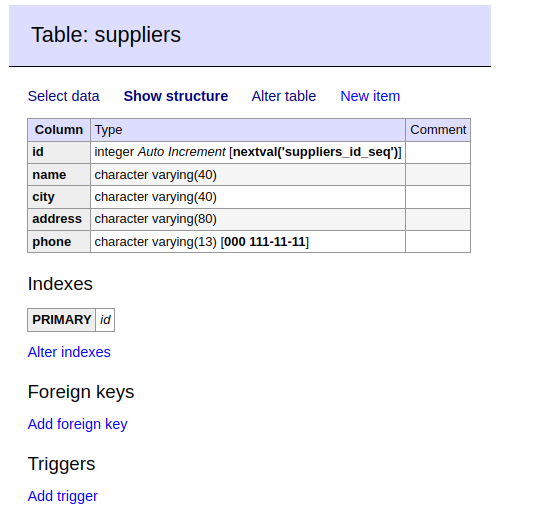 Table: suppliers
Select data Show structure Alter table New item
Column Type Comment
id integer Auto Increment [nextval('suppliers_id_seq')]
name character varying(40)
city character varying(40)
address character varying(80)
phone character varying(13) [000 111-11-11]
Indexes
PRIMARY id
Alter indexes
Foreign keys
Add foreign key
Triggers
Add trigger